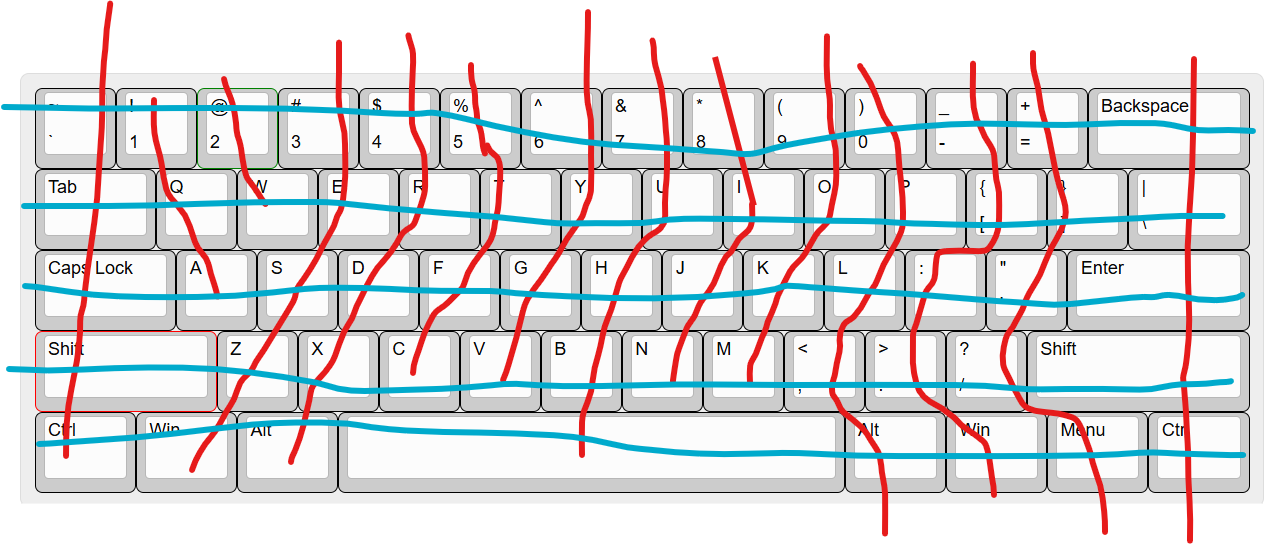 ~ ! @ # $ % ^ & * ( ) _ + Backspace
` 1 2 3 4 5 6 7 8 9 0 - =
Tab Q W E R T Y U I O P { } |
[ ] \
Caps Lock A S D F G H J K L : " Enter
Shift Z X C V B N M < > ? Shift
, . /
Ctrl Win Alt Alt Win Menu Ctrl